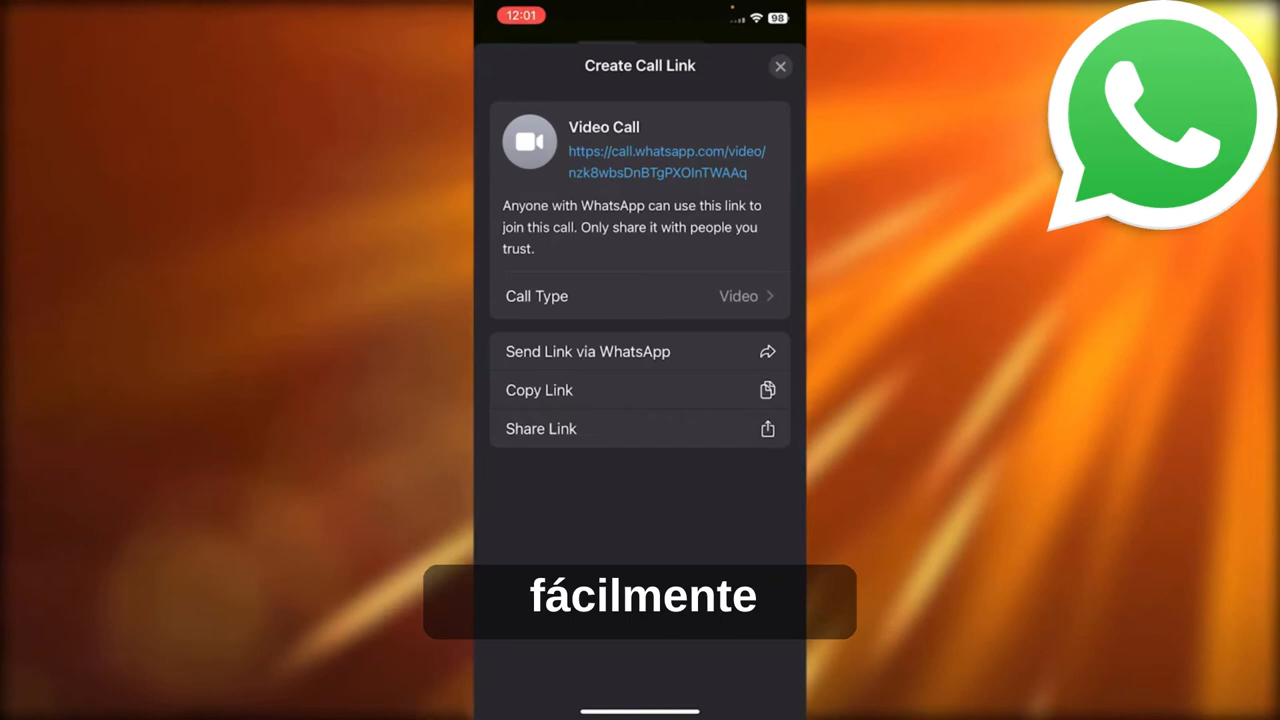 12:01
98
Create Call Link
Video Call
https://call.whatsapp.com/video/
nzk8wbsDnBTgPXOInTWAAq
Anyone with WhatsApp can use this link to
join this call. Only share it with people you
trust.
Call Type Video
Send Link via WhatsApp
Copy Link
Share Link
fácilmente